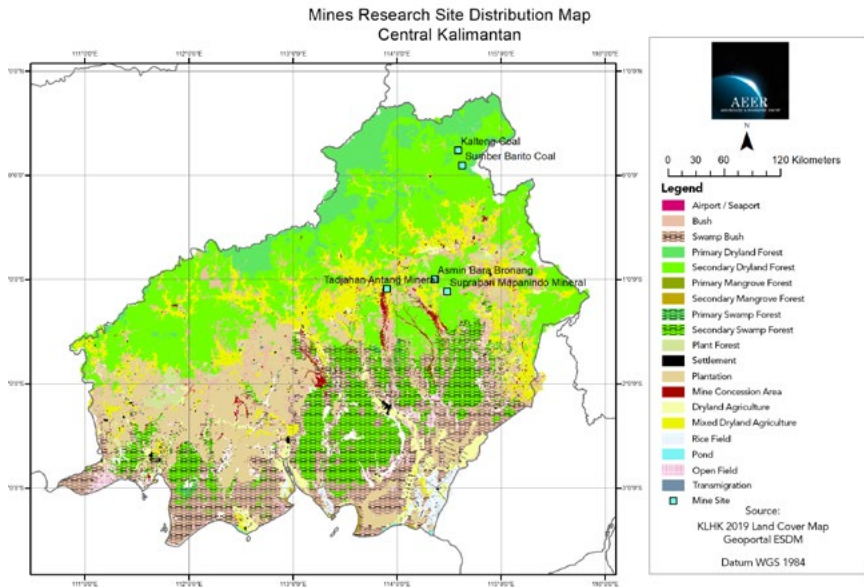 Mines Research Site Distribution Map
Central Kalimantan
Kalteng Coal
Sumber Barito Coal
Asmin Bara Bronang
Tadjahan Antang Mineral
Suprabari Mapanindo Mineral
AEER
N
0 30 60 120 Kilometers
Legend
Airport / Seaport
Bush
Swamp Bush
Primary Dryland Forest
Secondary Dryland Forest
Primary Mangrove Forest
Secondary Mangrove Forest
Primary Swamp Forest
Secondary Swamp Forest
Plant Forest
Settlement
Plantation
Mine Concession Area
Dryland Agriculture
Mixed Dryland Agriculture
Rice Field
Pond
Open Field
Transmigration
Mine Site
Source:
KLHK 2019 Land Cover Map
Geoportal ESDM
Datum WGS 1984